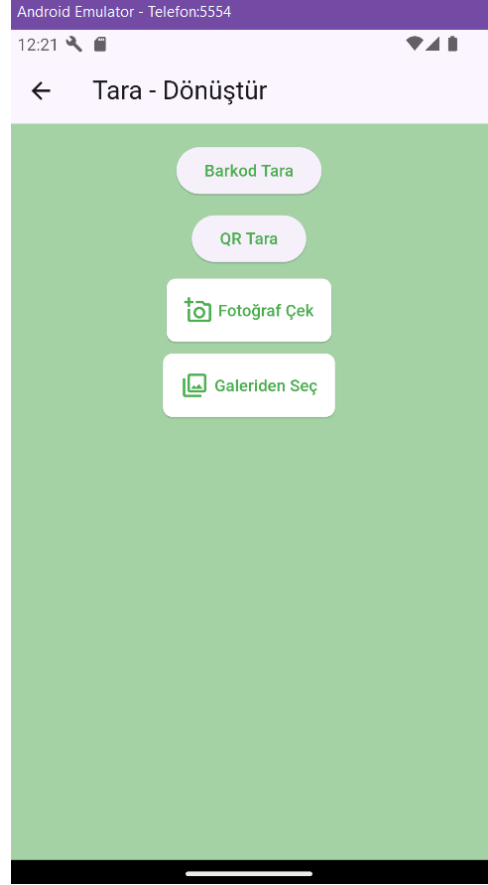 Android Emulator - Telefon:5554
12:21
Tara - Dönüştür
Barkod Tara
QR Tara
Fotoğraf Çek
Galeriden Seç